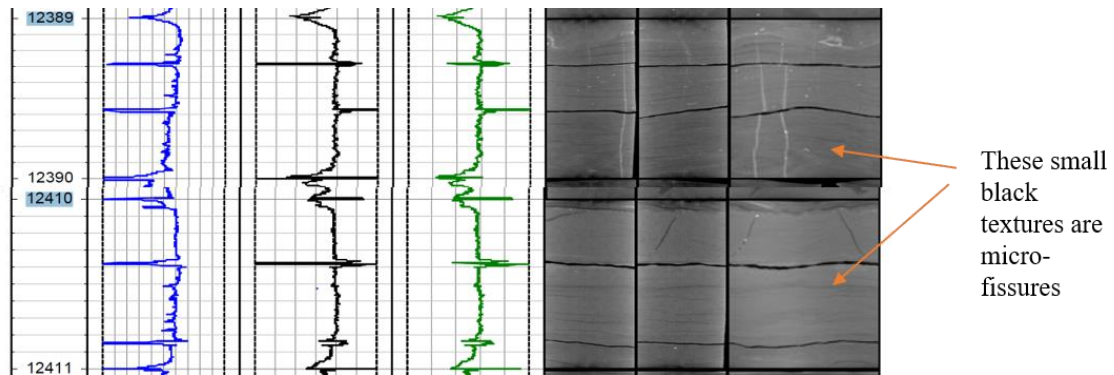 12389
12390
12410
12411
These small
black
textures are
micro-
fissures